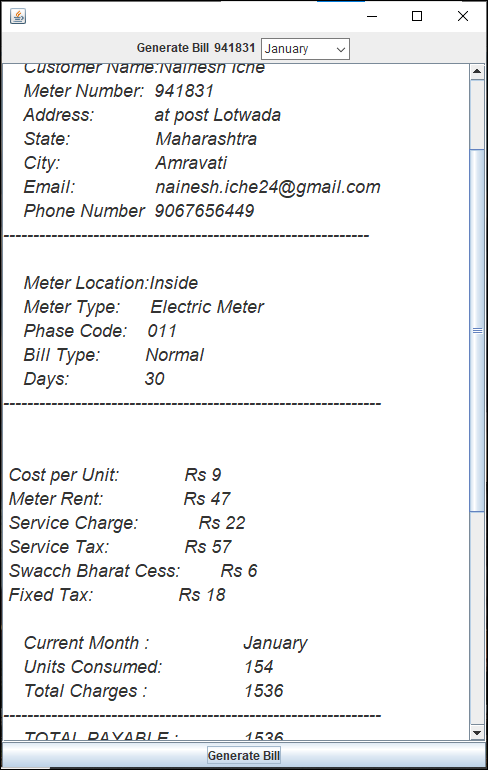 Generate Bill 941831 January
Customer Name:Nainesh Iche
Meter Number: 941831
Address: at post Lotwada
State: Maharashtra
City: Amravati
Email: nainesh.iche24@gmail.com
Phone Number 9067656449
-------------------------------------------------------------
Meter Location:Inside
Meter Type: Electric Meter
Phase Code: 011
Bill Type: Normal
Days: 30
---------------------------------------------------------------
Cost per Unit: Rs 9
Meter Rent: Rs 47
Service Charge: Rs 22
Service Tax: Rs 57
Swacch Bharat Cess: Rs 6
Fixed Tax: Rs 18
Current Month : January
Units Consumed: 154
Total Charges : 1536
---------------------------------------------------------------
TOTAL PAYABLE : 1536
Generate Bill